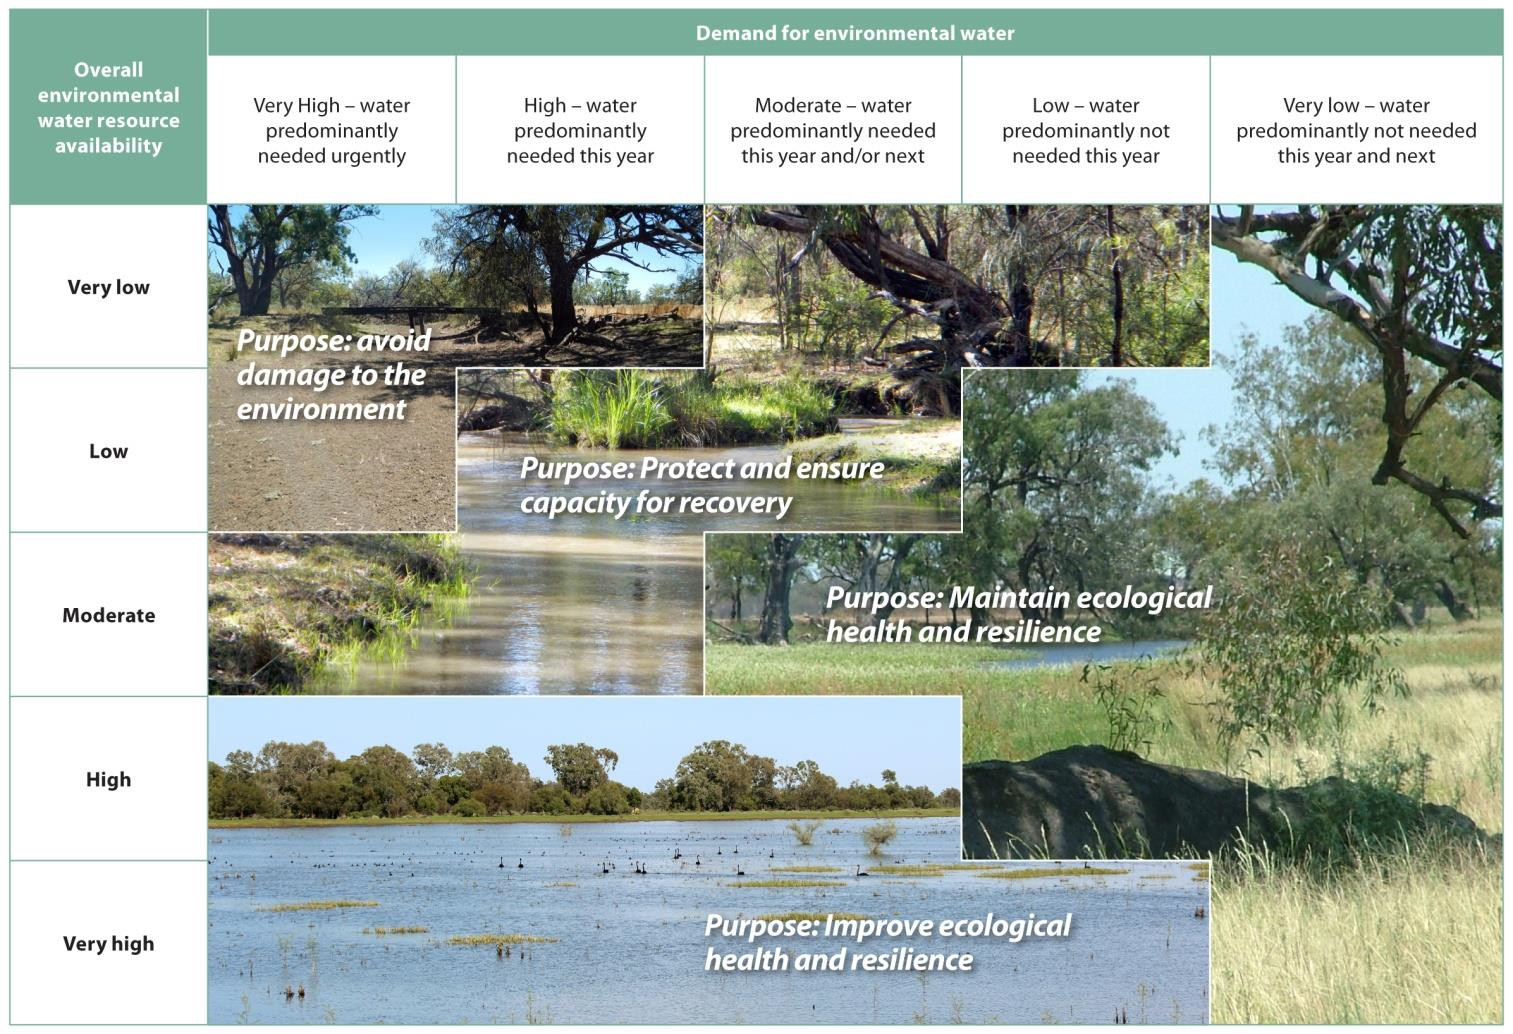 Overall
environmental
water resource
availability
Demand for environmental water
Very High – water
predominantly
needed urgently
High – water
predominantly
needed this year
Moderate – water
predominantly needed
this year and/or next
Low – water
predominantly not
needed this year
Very low – water
predominantly not needed
this year and next
Very low
Purpose: avoid
damage to the
environment
Low
Purpose: Protect and ensure
capacity for recovery
Moderate
Purpose: Maintain ecological
health and resilience
High
Very high
Purpose: Improve ecological
health and resilience